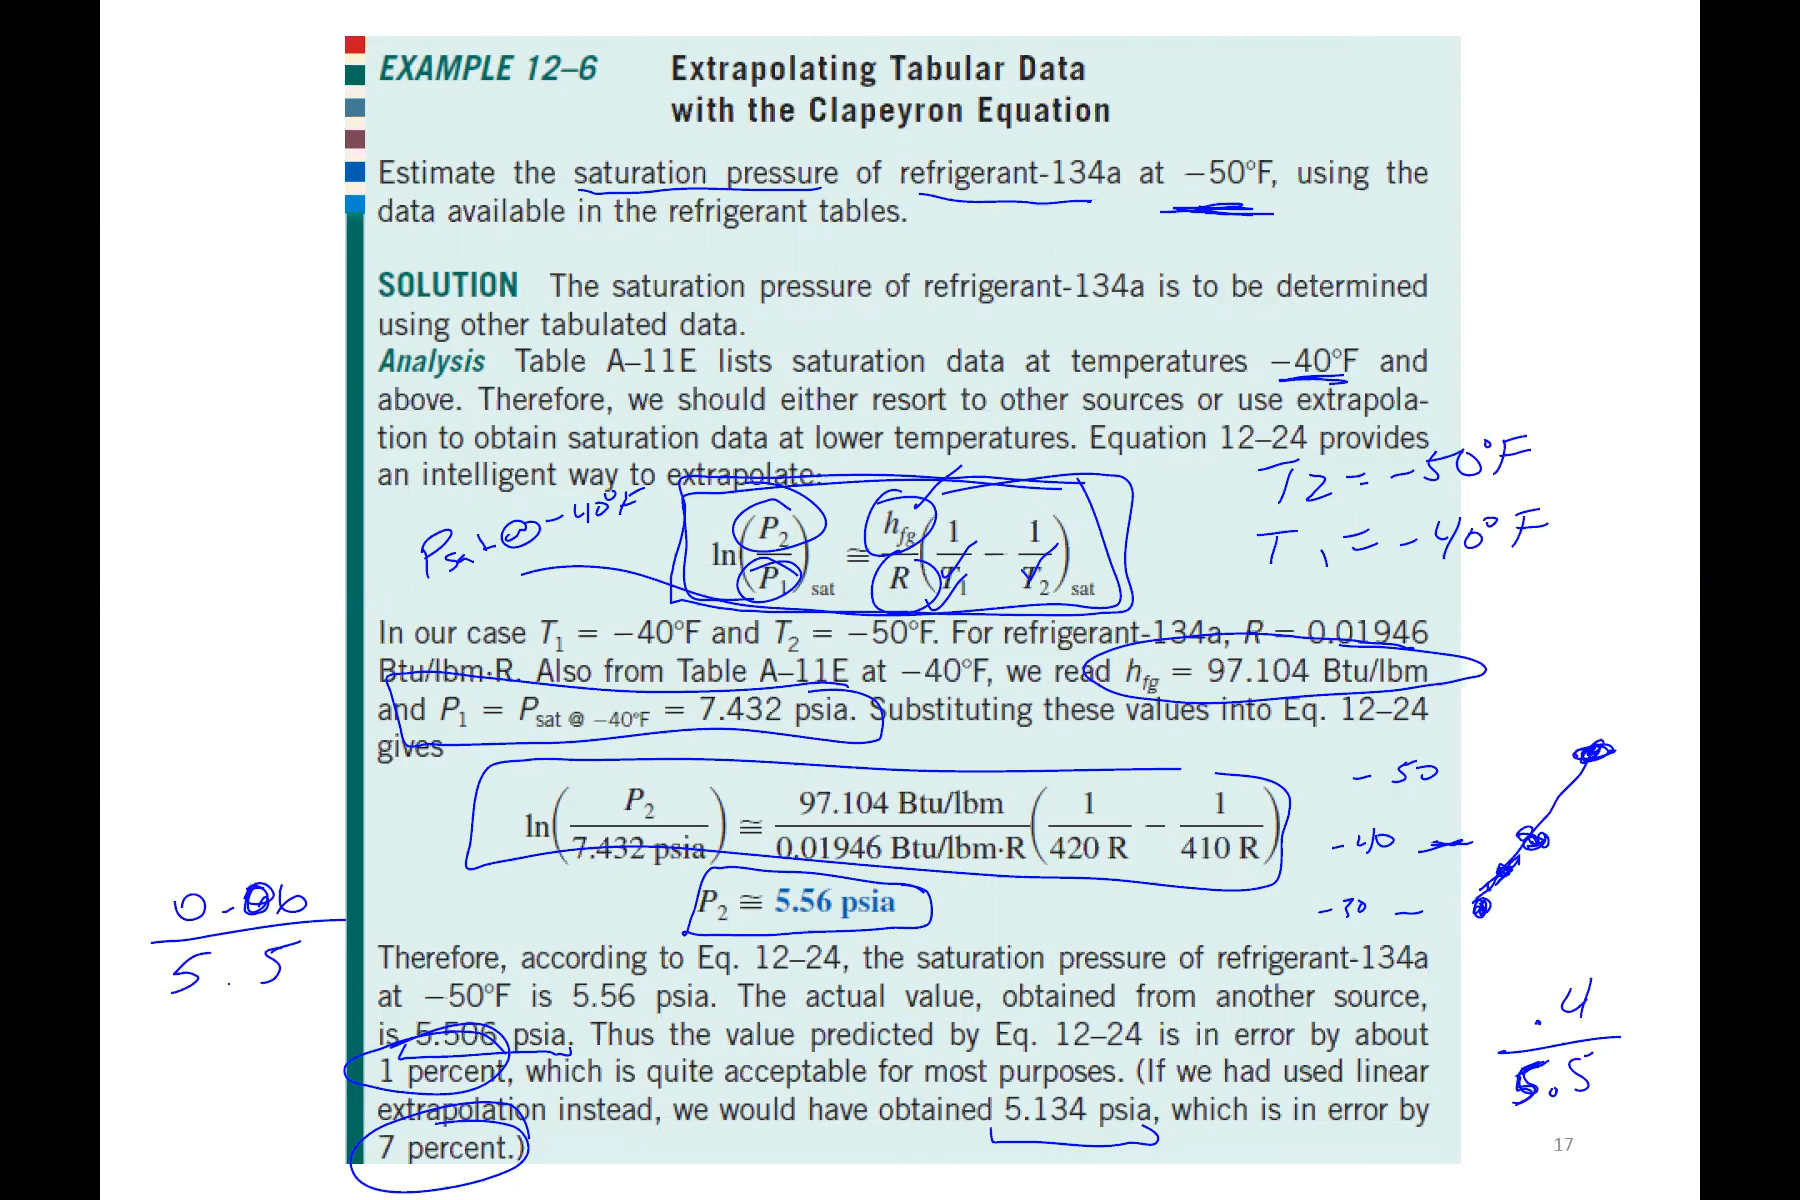 EXAMPLE 12–6 Extrapolating Tabular Data
with the Clapeyron Equation
Estimate the saturation pressure of refrigerant-134a at −50°F, using the
data available in the refrigerant tables.
SOLUTION The saturation pressure of refrigerant-134a is to be determined
using other tabulated data.
Analysis Table A–11E lists saturation data at temperatures −40°F and
above. Therefore, we should either resort to other sources or use extrapola-
tion to obtain saturation data at lower temperatures. Equation 12–24 provides
an intelligent way to extrapolate:
T2 = -50°F
Psat @ -40°F
ln(P2/P1)sat ≅ hfg/R (1/T1 − 1/T2)sat
T1 = -40°F
In our case T1 = −40°F and T2 = −50°F. For refrigerant-134a, R = 0.01946
Btu/lbm·R. Also from Table A–11E at −40°F, we read hfg = 97.104 Btu/lbm
and P1 = Psat @ −40°F = 7.432 psia. Substituting these values into Eq. 12–24
gives
-50
ln(P2/7.432 psia) ≅ 97.104 Btu/lbm/0.01946 Btu/lbm·R (1/420 R − 1/410 R)
-40
P2 ≅ 5.56 psia
-30
0.06
5.5
Therefore, according to Eq. 12–24, the saturation pressure of refrigerant-134a
at −50°F is 5.56 psia. The actual value, obtained from another source,
is 5.506 psia. Thus the value predicted by Eq. 12–24 is in error by about
1 percent, which is quite acceptable for most purposes. (If we had used linear
extrapolation instead, we would have obtained 5.134 psia, which is in error by
7 percent.)
.4
5.5
17